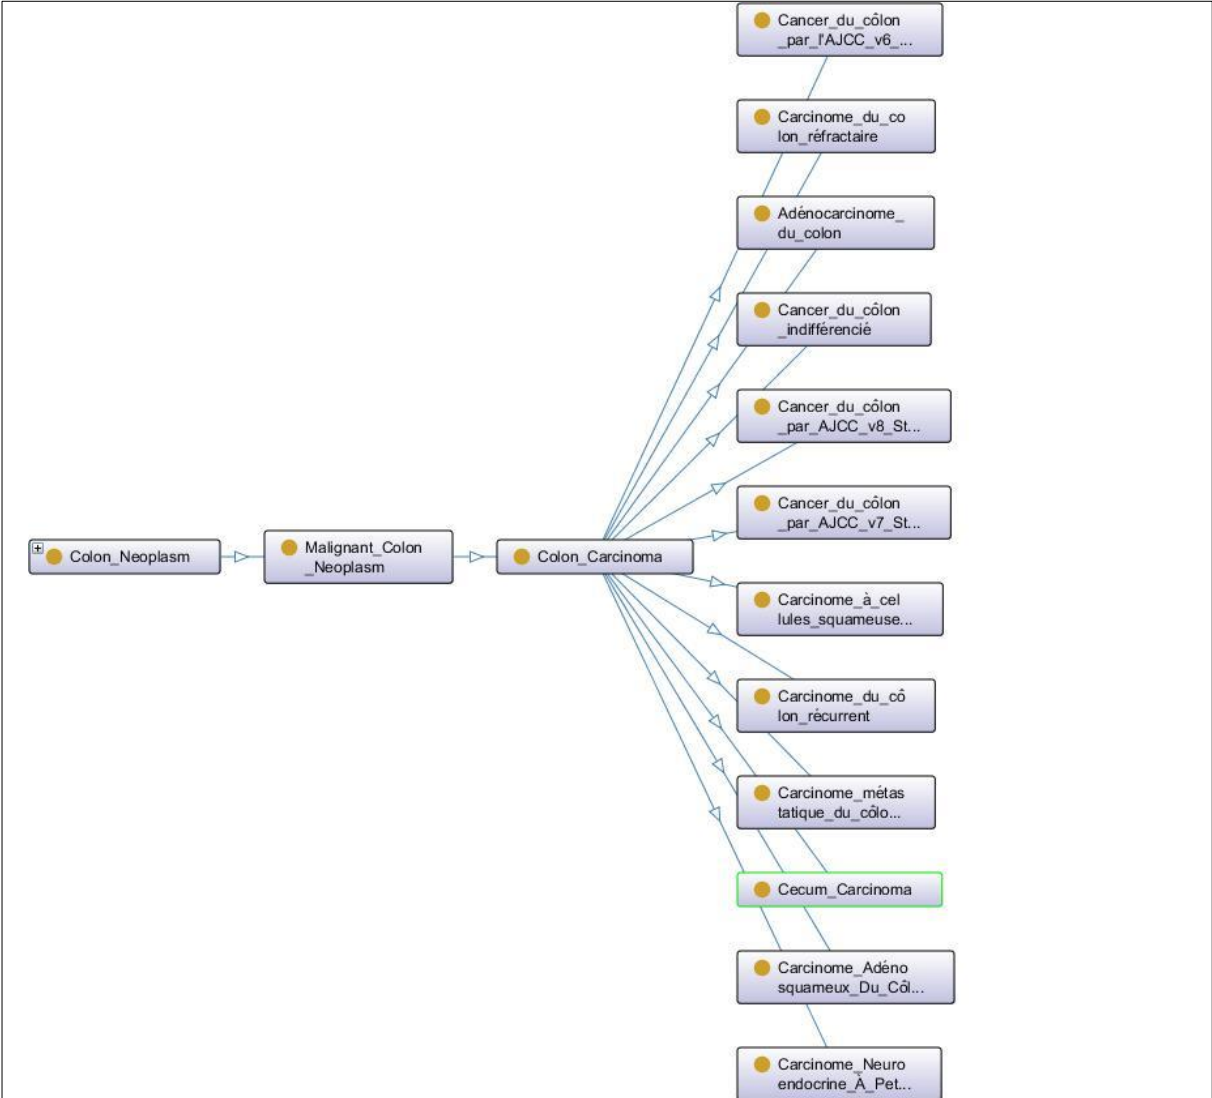 Cancer_du_côlon
_par_l'AJCC_v6_...
Carcinome_du_co
lon_réfractaire
Adénocarcinome_
du_colon
Cancer_du_côlon
_indifférencié
Cancer_du_côlon
_par_AJCC_v8_St...
Cancer_du_côlon
_par_AJCC_v7_St...
Colon_Neoplasm
Malignant_Colon
_Neoplasm
Colon_Carcinoma
Carcinome_à_cel
lules_squameuse...
Carcinome_du_cô
lon_récurrent
Carcinome_métas
tatique_du_côlo...
Cecum_Carcinoma
Carcinome_Adéno
squameux_Du_Côl...
Carcinome_Neuro
endocrine_À_Pet...